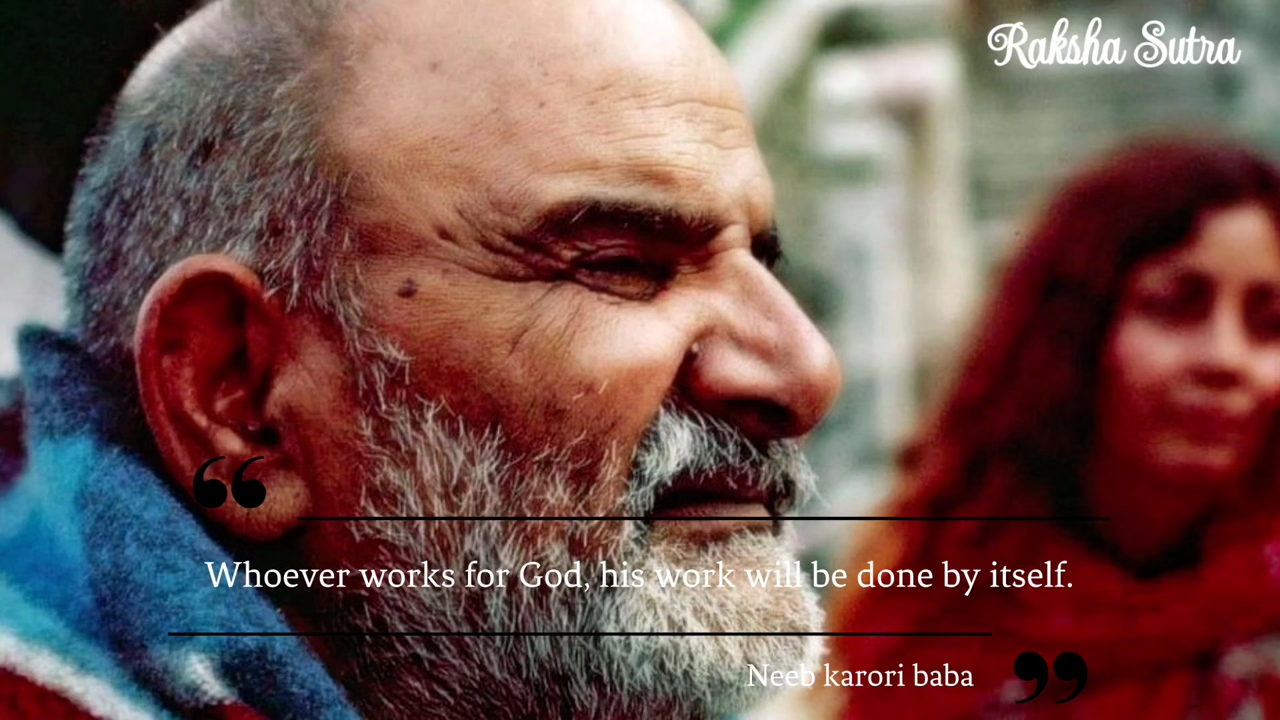 Raksha Sutra
“
Whoever works for God, his work will be done by itself.
Neeb karori baba
”